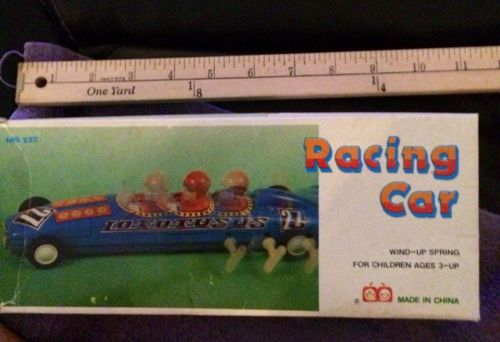 1 2 3 4 5 6 7 8 9 10 11
One Yard
1|8
1|4
MS 222
Racing
Car
WIND-UP SPRING
FOR CHILDREN AGES 3-UP
® MADE IN CHINA